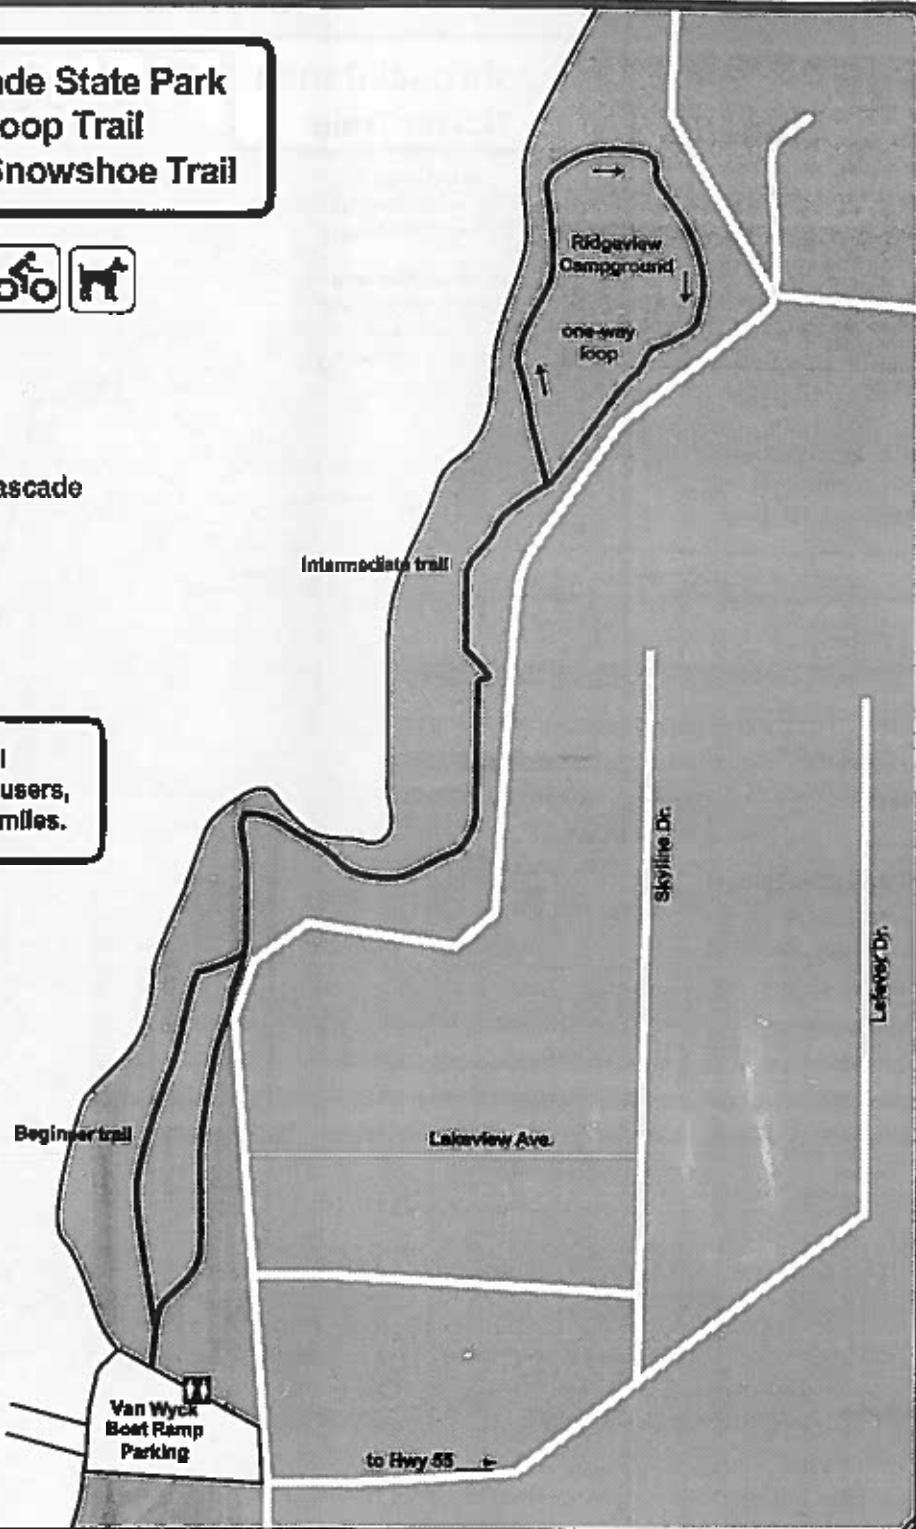 de State Park
oop Trail
Snowshoe Trail
Ridgeview
Campground
one-way
loop
ascade
Intermediate trail
l
users,
miles.
Skyline Dr.
Lefever Dr.
Beginner trail
Lakeview Ave.
Van Wyck
Boat Ramp
Parking
to Hwy 55